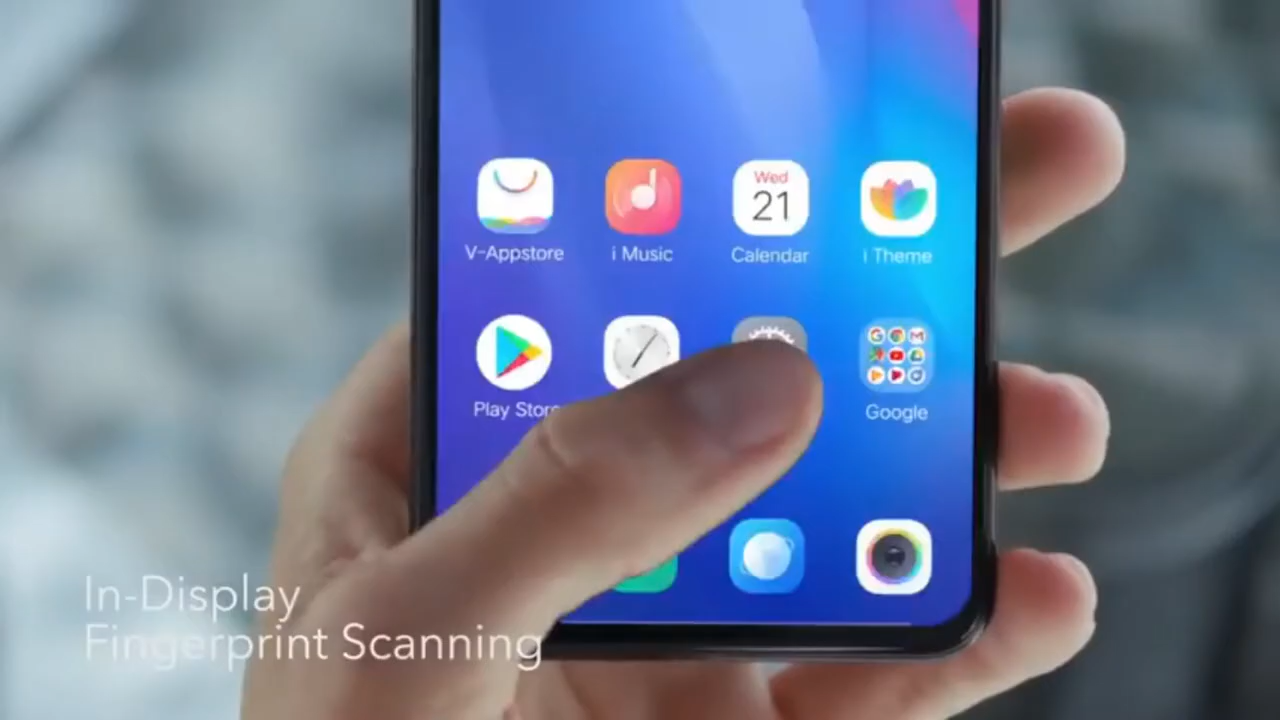 Wed
21
V-Appstore
i Music
Calendar
i Theme
Play Store
Google
In-Display
Fingerprint Scanning